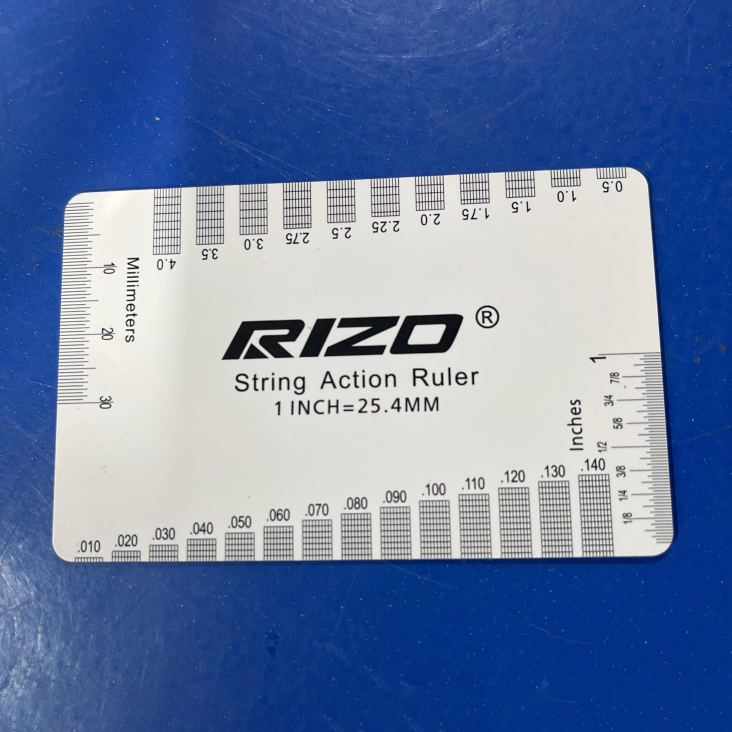 4.0 3.5 3.0 2.75 2.5 2.25 2.0 1.75 1.5 1.0 0.5
Millimeters
10
20
30
RIZO ®
String Action Ruler
1 INCH=25.4MM
Inches
1
7/8
3/4
5/8
1/2
3/8
1/4
1/8
.010 .020 .030 .040 .050 .060 .070 .080 .090 .100 .110 .120 .130 .140